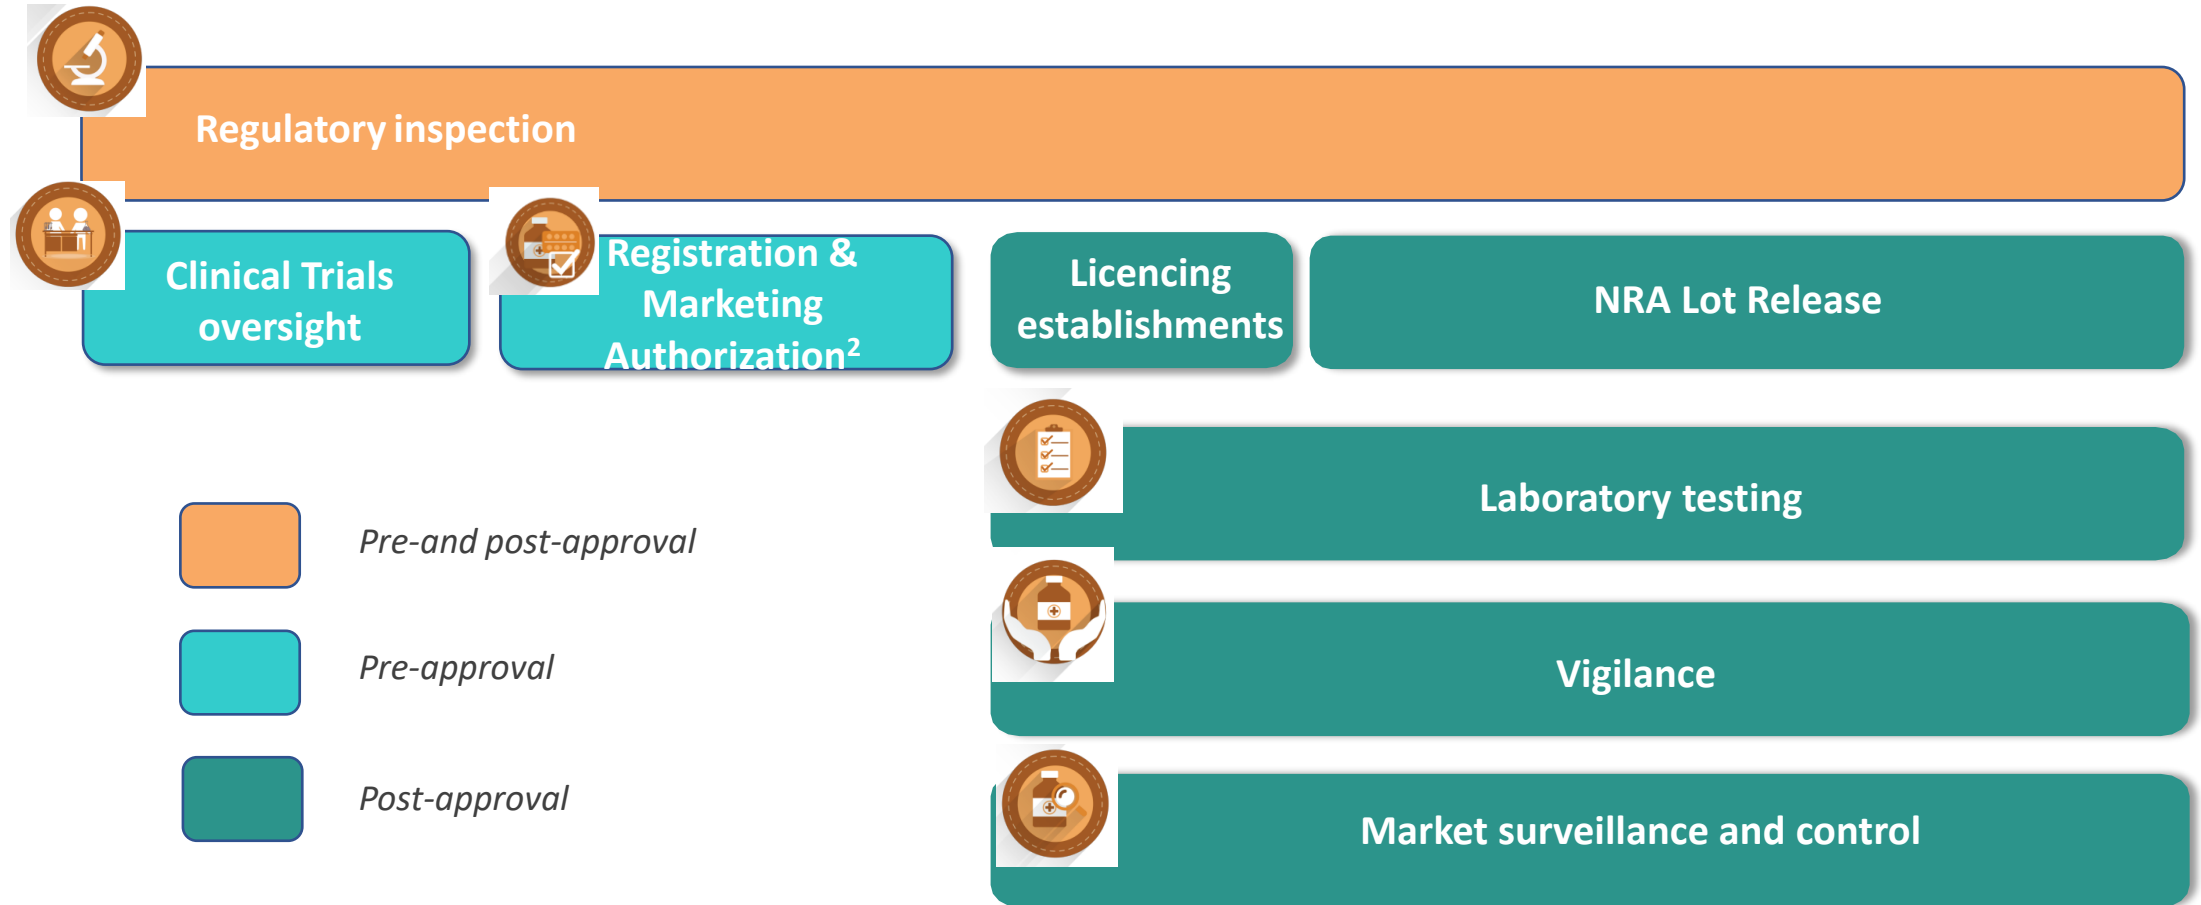 Regulatory inspection
Clinical Trials
oversight
Registration &
Marketing
Authorization²
Licencing
establishments
NRA Lot Release
Laboratory testing
Pre-and post-approval
Pre-approval
Vigilance
Post-approval
Market surveillance and control